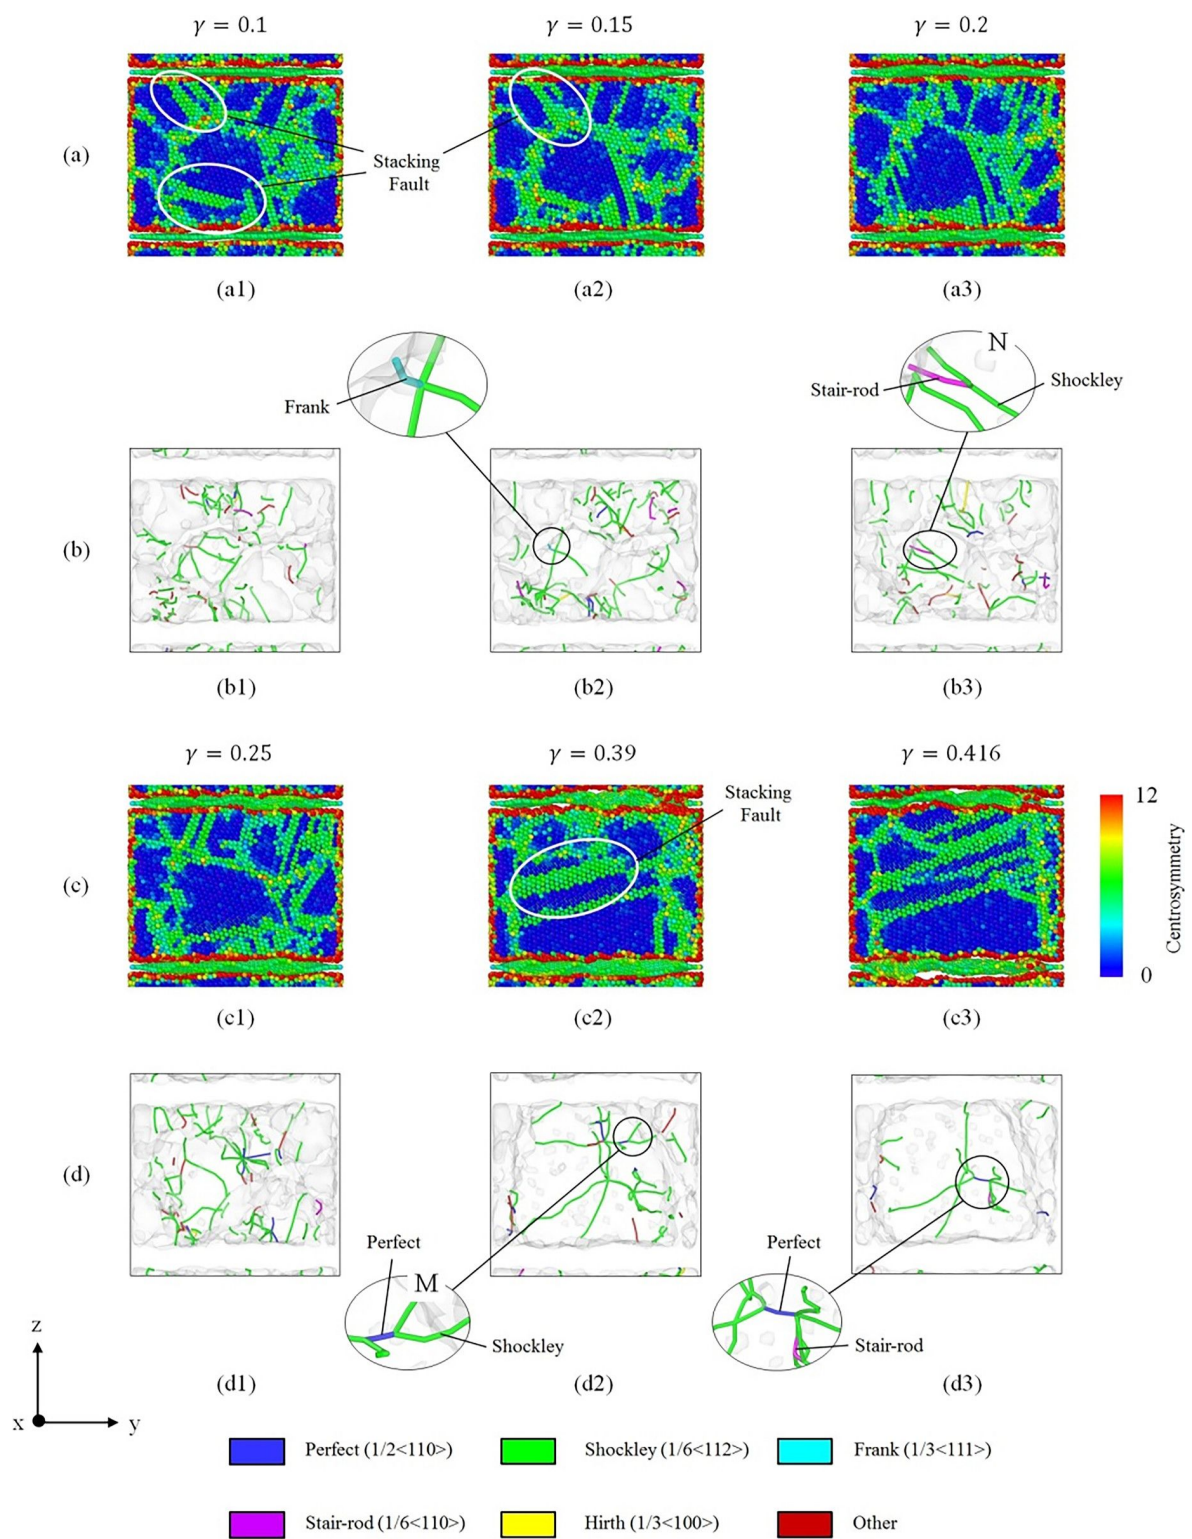 γ = 0.1
γ = 0.15
γ = 0.2
(a)
Stacking
Fault
(a1)
(a2)
(a3)
Frank
N
Stair-rod
Shockley
(b)
(b1)
(b2)
(b3)
γ = 0.25
γ = 0.39
γ = 0.416
Stacking
Fault
12
Centrosymmetry
0
(c)
(c1)
(c2)
(c3)
(d)
Perfect
M
Shockley
Perfect
Stair-rod
(d1)
(d2)
(d3)
z
x
y
Perfect (1/2<110>)
Shockley (1/6<112>)
Frank (1/3<111>)
Stair-rod (1/6<110>)
Hirth (1/3<100>)
Other